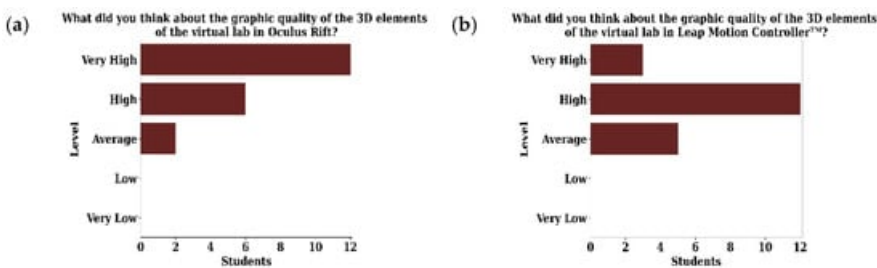 (a)
What did you think about the graphic quality of the 3D elements
of the virtual lab in Oculus Rift?
Very High
High
Average
Low
Very Low
Level
0 2 4 6 8 10 12
Students
(b)
What did you think about the graphic quality of the 3D elements
of the virtual lab in Leap Motion Controller™?
Very High
High
Average
Low
Very Low
Level
0 2 4 6 8 10 12
Students